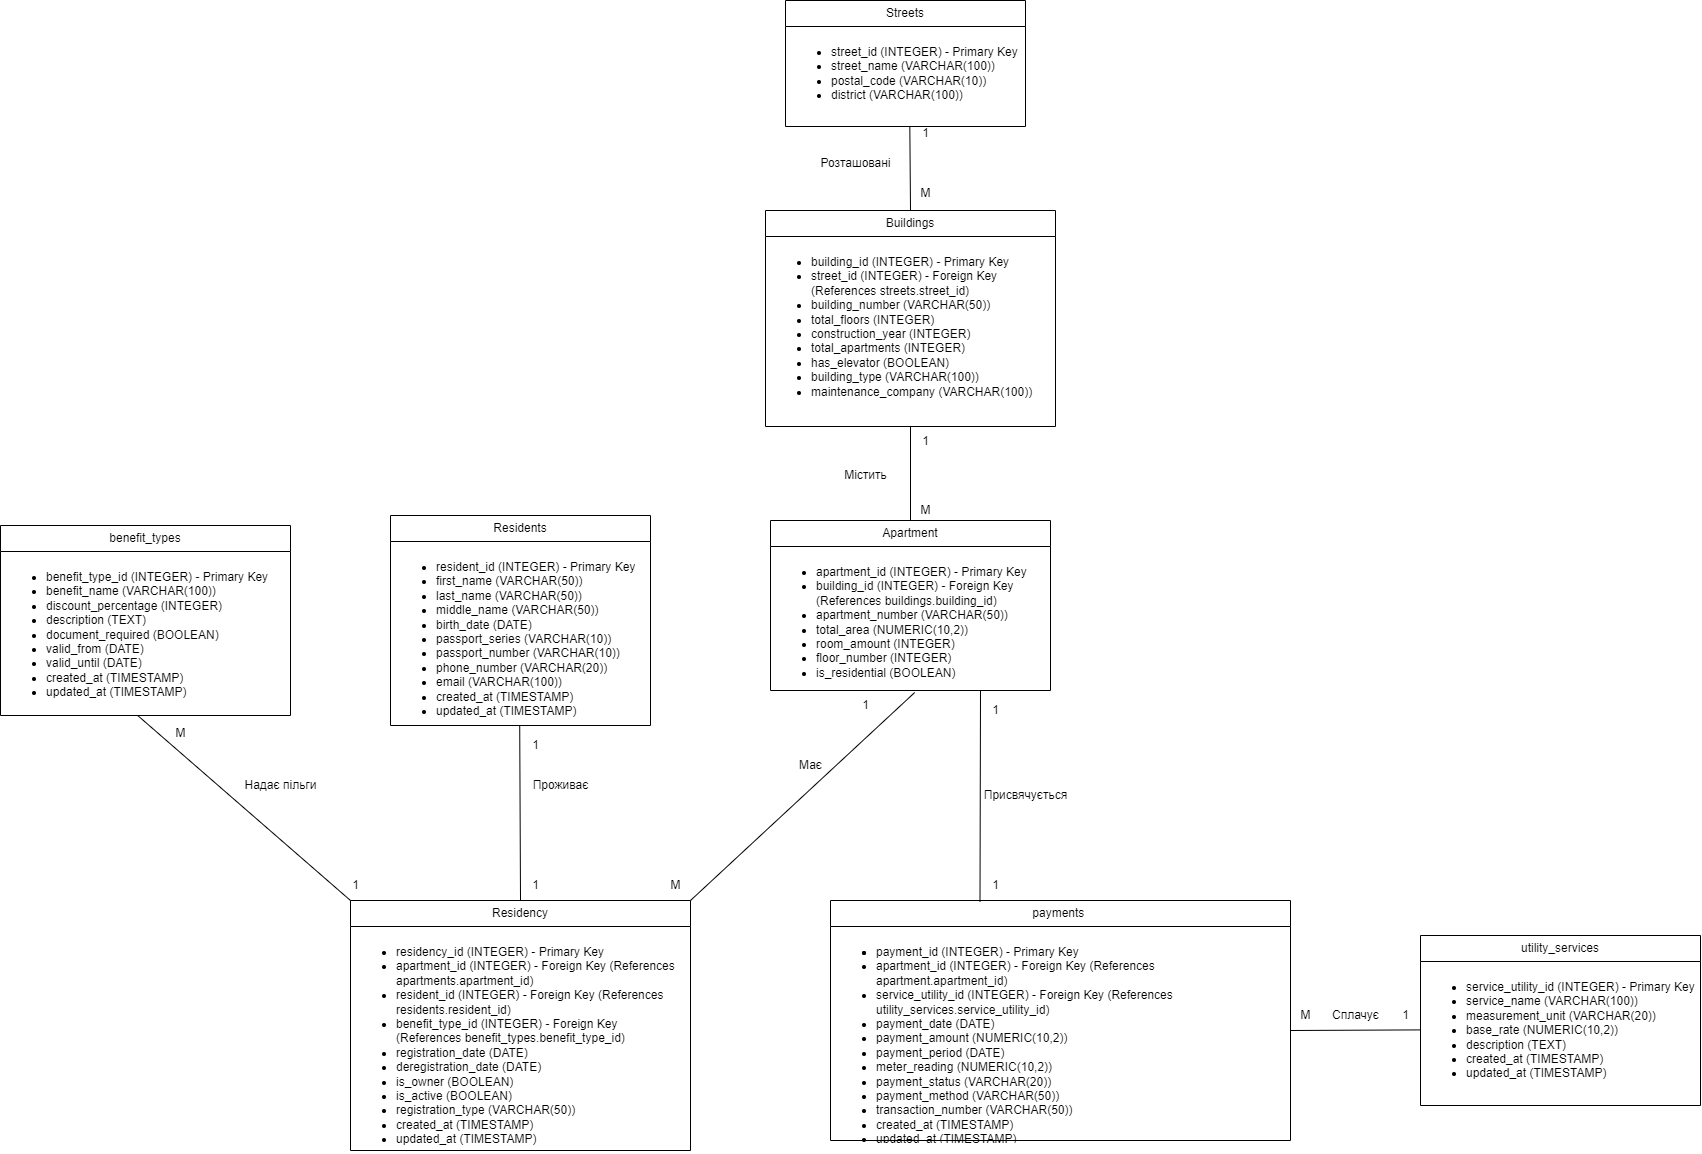 Streets
street_id (INTEGER) - Primary Key
street_name (VARCHAR(100))
postal_code (VARCHAR(10))
district (VARCHAR(100))
1
Розташовані
M
Buildings
building_id (INTEGER) - Primary Key
street_id (INTEGER) - Foreign Key
(References streets.street_id)
building_number (VARCHAR(50))
total_floors (INTEGER)
construction_year (INTEGER)
total_apartments (INTEGER)
has_elevator (BOOLEAN)
building_type (VARCHAR(100))
maintenance_company (VARCHAR(100))
1
Містить
M
benefit_types
benefit_type_id (INTEGER) - Primary Key
benefit_name (VARCHAR(100))
discount_percentage (INTEGER)
description (TEXT)
document_required (BOOLEAN)
valid_from (DATE)
valid_until (DATE)
created_at (TIMESTAMP)
updated_at (TIMESTAMP)
Residents
resident_id (INTEGER) - Primary Key
first_name (VARCHAR(50))
last_name (VARCHAR(50))
middle_name (VARCHAR(50))
birth_date (DATE)
passport_series (VARCHAR(10))
passport_number (VARCHAR(10))
phone_number (VARCHAR(20))
email (VARCHAR(100))
created_at (TIMESTAMP)
updated_at (TIMESTAMP)
Apartment
apartment_id (INTEGER) - Primary Key
building_id (INTEGER) - Foreign Key
(References buildings.building_id)
apartment_number (VARCHAR(50))
total_area (NUMERIC(10,2))
room_amount (INTEGER)
floor_number (INTEGER)
is_residential (BOOLEAN)
M
Надає пільги
1
1
Проживає
1
1
Має
M
1
Присвячується
1
Residency
residency_id (INTEGER) - Primary Key
apartment_id (INTEGER) - Foreign Key (References
apartments.apartment_id)
resident_id (INTEGER) - Foreign Key (References
residents.resident_id)
benefit_type_id (INTEGER) - Foreign Key
(References benefit_types.benefit_type_id)
registration_date (DATE)
deregistration_date (DATE)
is_owner (BOOLEAN)
is_active (BOOLEAN)
registration_type (VARCHAR(50))
created_at (TIMESTAMP)
updated_at (TIMESTAMP)
payments
payment_id (INTEGER) - Primary Key
apartment_id (INTEGER) - Foreign Key (References
apartment.apartment_id)
service_utility_id (INTEGER) - Foreign Key (References
utility_services.service_utility_id)
payment_date (DATE)
payment_amount (NUMERIC(10,2))
payment_period (DATE)
meter_reading (NUMERIC(10,2))
payment_status (VARCHAR(20))
payment_method (VARCHAR(50))
transaction_number (VARCHAR(50))
created_at (TIMESTAMP)
updated_at (TIMESTAMP)
M Сплачує 1
utility_services
service_utility_id (INTEGER) - Primary Key
service_name (VARCHAR(100))
measurement_unit (VARCHAR(20))
base_rate (NUMERIC(10,2))
description (TEXT)
created_at (TIMESTAMP)
updated_at (TIMESTAMP)